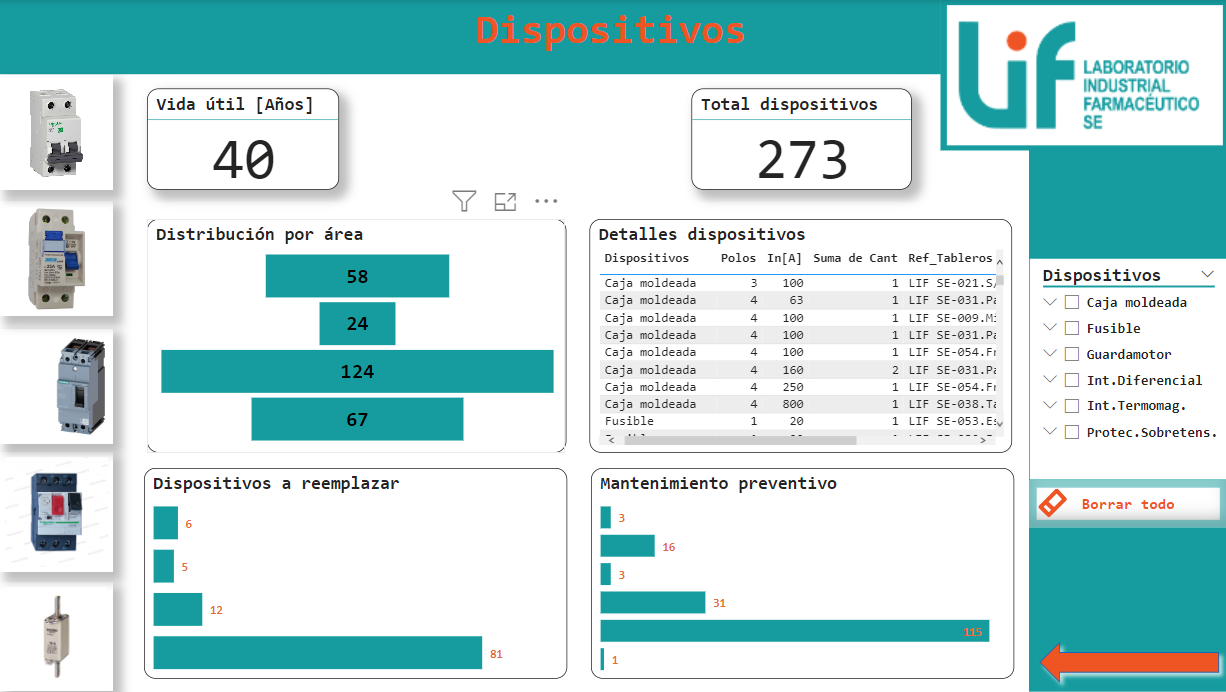 Dispositivos
LIF
LABORATORIO
INDUSTRIAL
FARMACÉUTICO
SE
Vida útil [Años]
40
Total dispositivos
273
Distribución por área
58
24
124
67
Detalles dispositivos
Dispositivos Polos In[A] Suma de Cant Ref_Tableros
Caja moldeada 3 100 1 LIF SE-021.S/
Caja moldeada 4 63 1 LIF SE-031.Pa
Caja moldeada 4 100 1 LIF SE-009.Mi
Caja moldeada 4 100 1 LIF SE-031.Pa
Caja moldeada 4 100 1 LIF SE-054.Fr
Caja moldeada 4 160 2 LIF SE-031.Pa
Caja moldeada 4 250 1 LIF SE-054.Fr
Caja moldeada 4 800 1 LIF SE-038.Ta
Fusible 1 20 1 LIF SE-053.Es
Dispositivos
Caja moldeada
Fusible
Guardamotor
Int.Diferencial
Int.Termomag.
Protec.Sobretens.
Borrar todo
Dispositivos a reemplazar
6
5
12
81
Mantenimiento preventivo
3
16
3
31
115
1